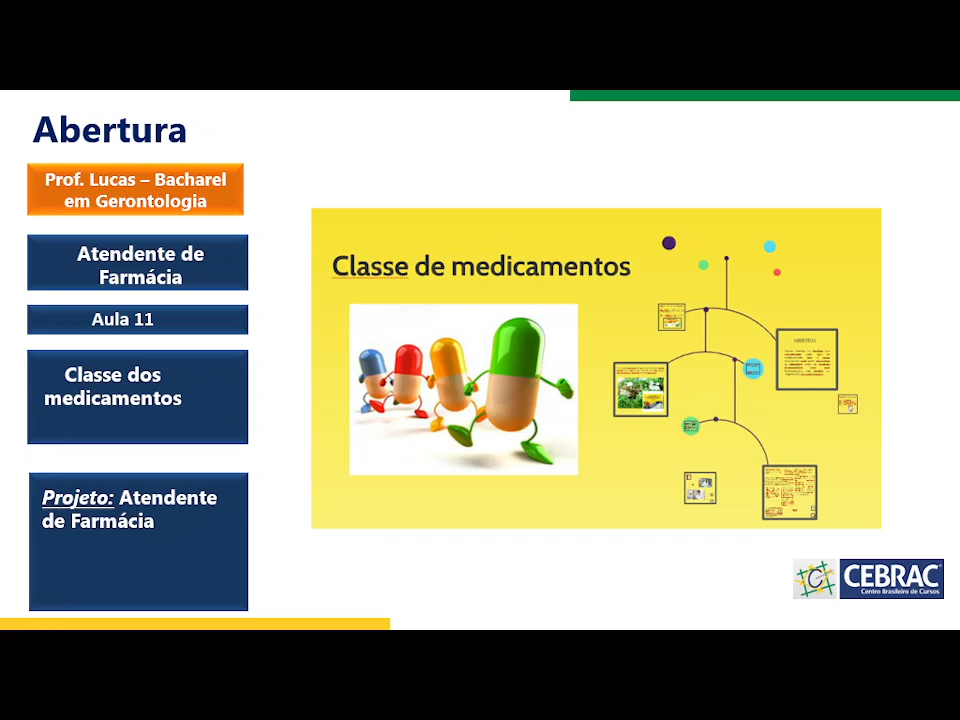 Abertura
Prof. Lucas – Bacharel
em Gerontologia
Atendente de
Farmácia
Aula 11
Classe dos
medicamentos
Projeto: Atendente
de Farmácia
Classe de medicamentos
OBJETIVO
CEBRAC
Centro Brasileiro de Cursos